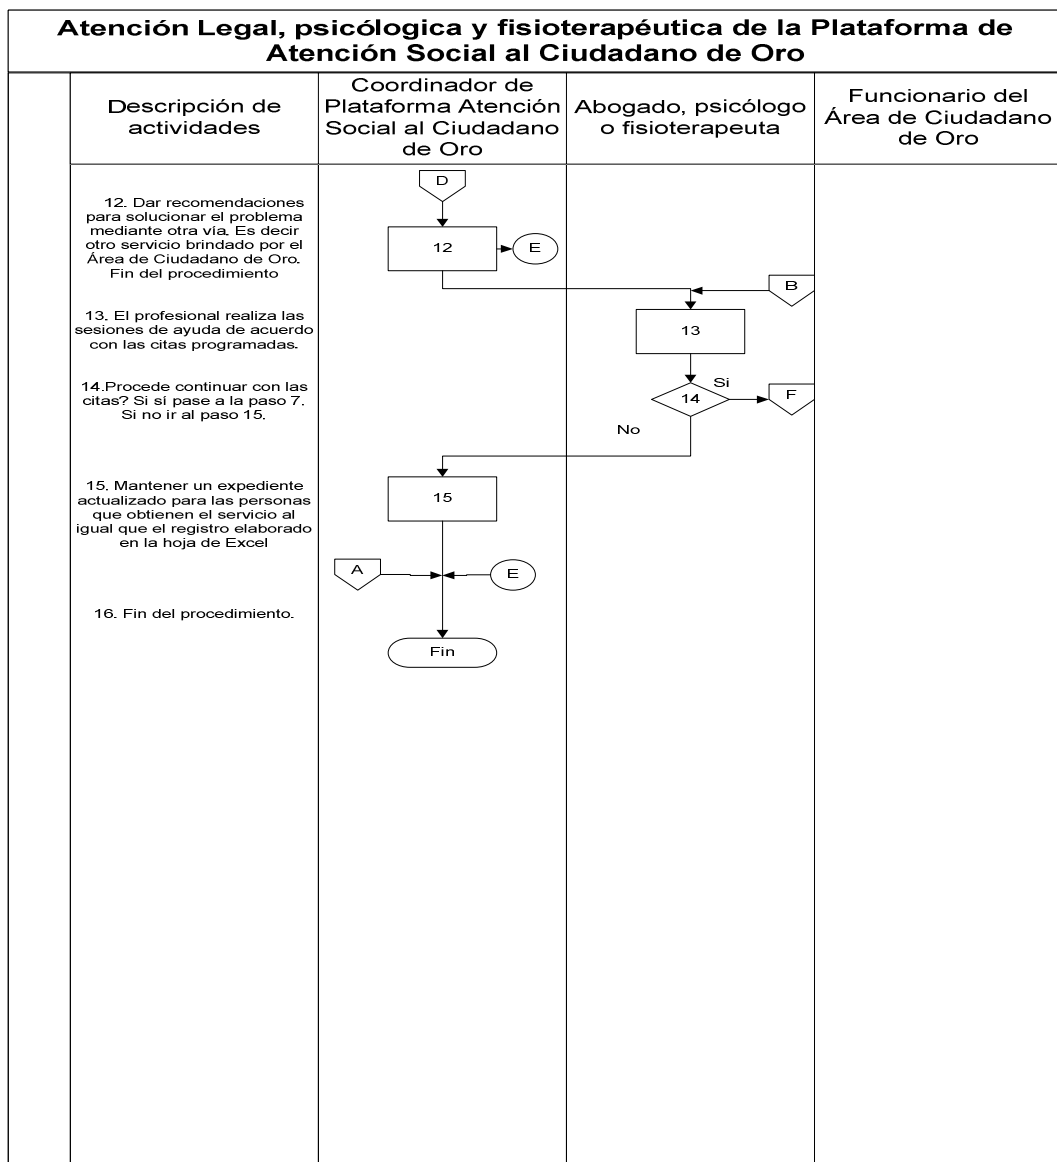 Atención Legal, psicólogica y fisioterapéutica de la Plataforma de
Atención Social al Ciudadano de Oro
Descripción de
actividades
Coordinador de
Plataforma Atención
Social al Ciudadano
de Oro
Abogado, psicólogo
o fisioterapeuta
Funcionario del
Área de Ciudadano
de Oro
12. Dar recomendaciones
para solucionar el problema
mediante otra vía. Es decir
otro servicio brindado por el
Área de Ciudadano de Oro.
Fin del procedimiento
13. El profesional realiza las
sesiones de ayuda de acuerdo
con las citas programadas.
14.Procede continuar con las
citas? Si sí pase a la paso 7.
Si no ir al paso 15.
15. Mantener un expediente
actualizado para las personas
que obtienen el servicio al
igual que el registro elaborado
en la hoja de Excel
16. Fin del procedimiento.
D
12
E
B
13
Si
14
F
No
15
A
E
Fin